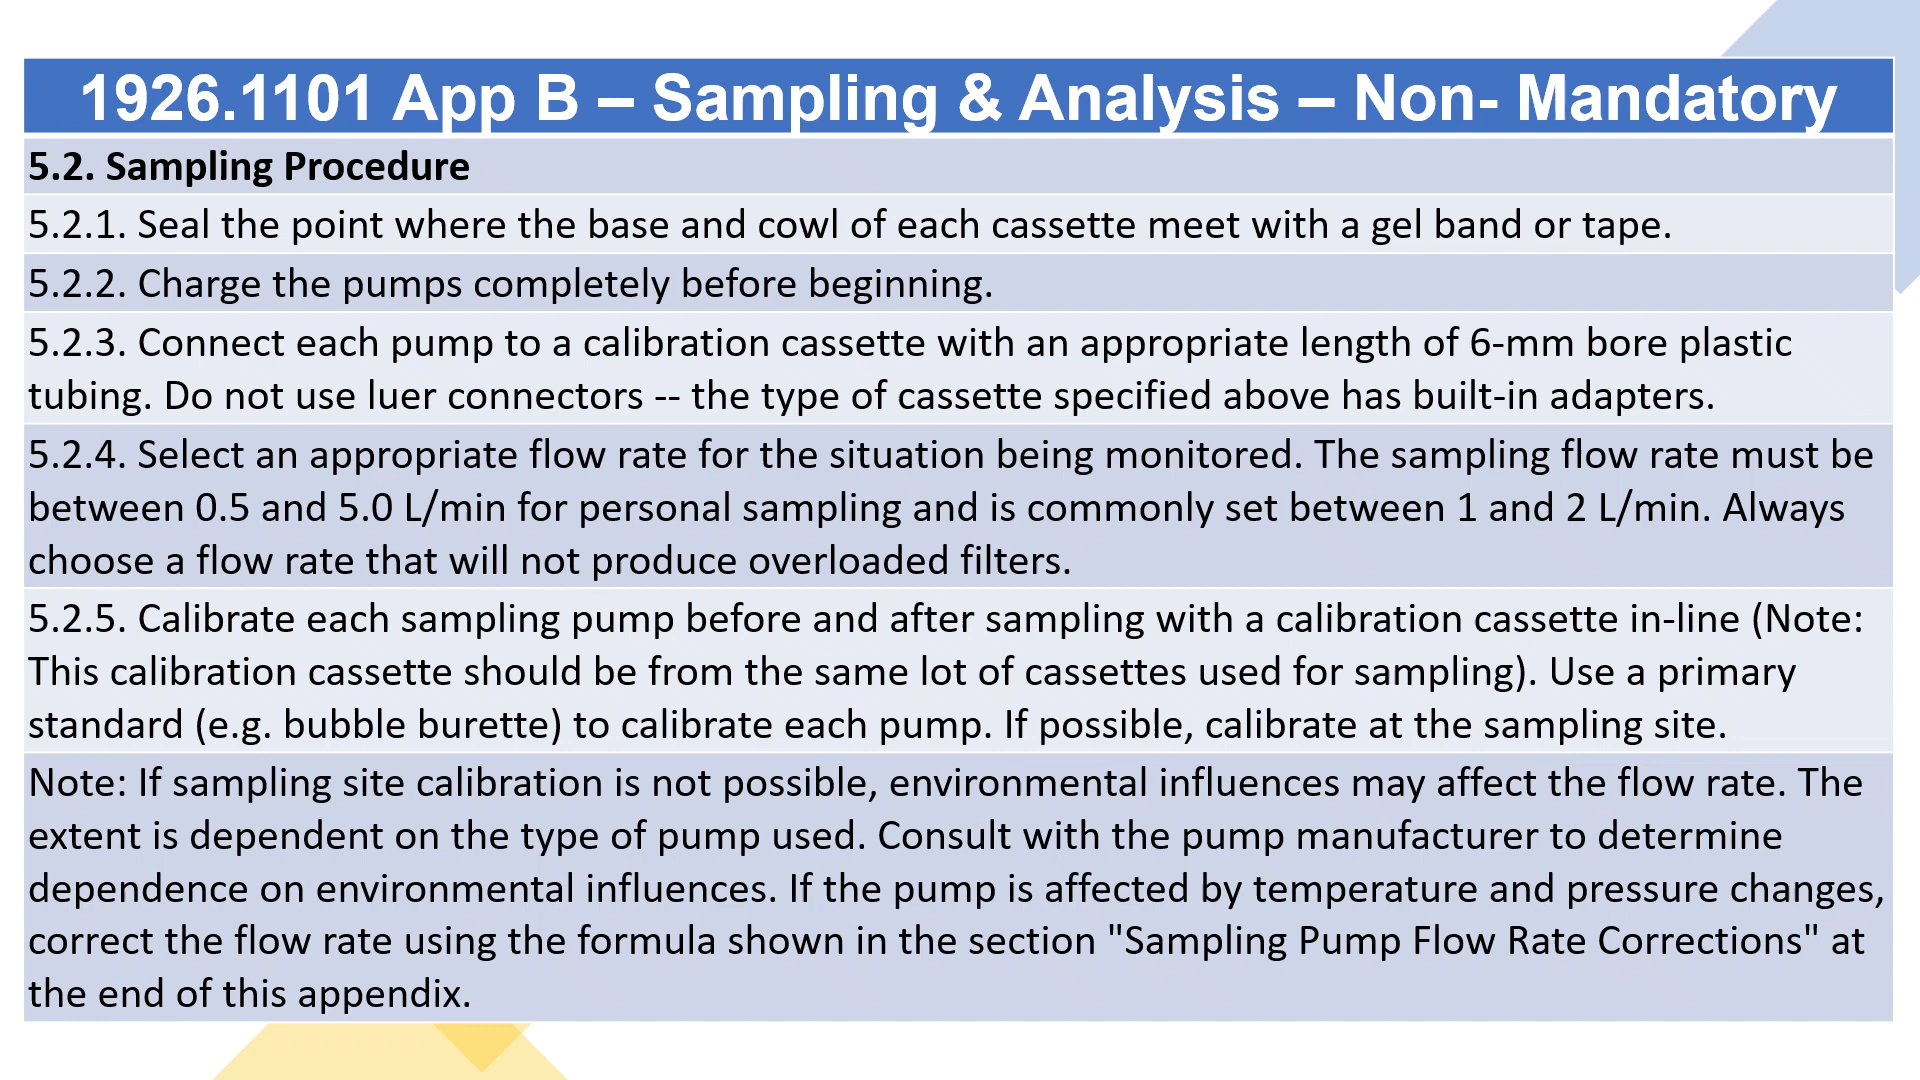 1926.1101 App B – Sampling & Analysis – Non- Mandatory
5.2. Sampling Procedure
5.2.1. Seal the point where the base and cowl of each cassette meet with a gel band or tape.
5.2.2. Charge the pumps completely before beginning.
5.2.3. Connect each pump to a calibration cassette with an appropriate length of 6-mm bore plastic
tubing. Do not use luer connectors -- the type of cassette specified above has built-in adapters.
5.2.4. Select an appropriate flow rate for the situation being monitored. The sampling flow rate must be
between 0.5 and 5.0 L/min for personal sampling and is commonly set between 1 and 2 L/min. Always
choose a flow rate that will not produce overloaded filters.
5.2.5. Calibrate each sampling pump before and after sampling with a calibration cassette in-line (Note:
This calibration cassette should be from the same lot of cassettes used for sampling). Use a primary
standard (e.g. bubble burette) to calibrate each pump. If possible, calibrate at the sampling site.
Note: If sampling site calibration is not possible, environmental influences may affect the flow rate. The
extent is dependent on the type of pump used. Consult with the pump manufacturer to determine
dependence on environmental influences. If the pump is affected by temperature and pressure changes,
correct the flow rate using the formula shown in the section "Sampling Pump Flow Rate Corrections" at
the end of this appendix.